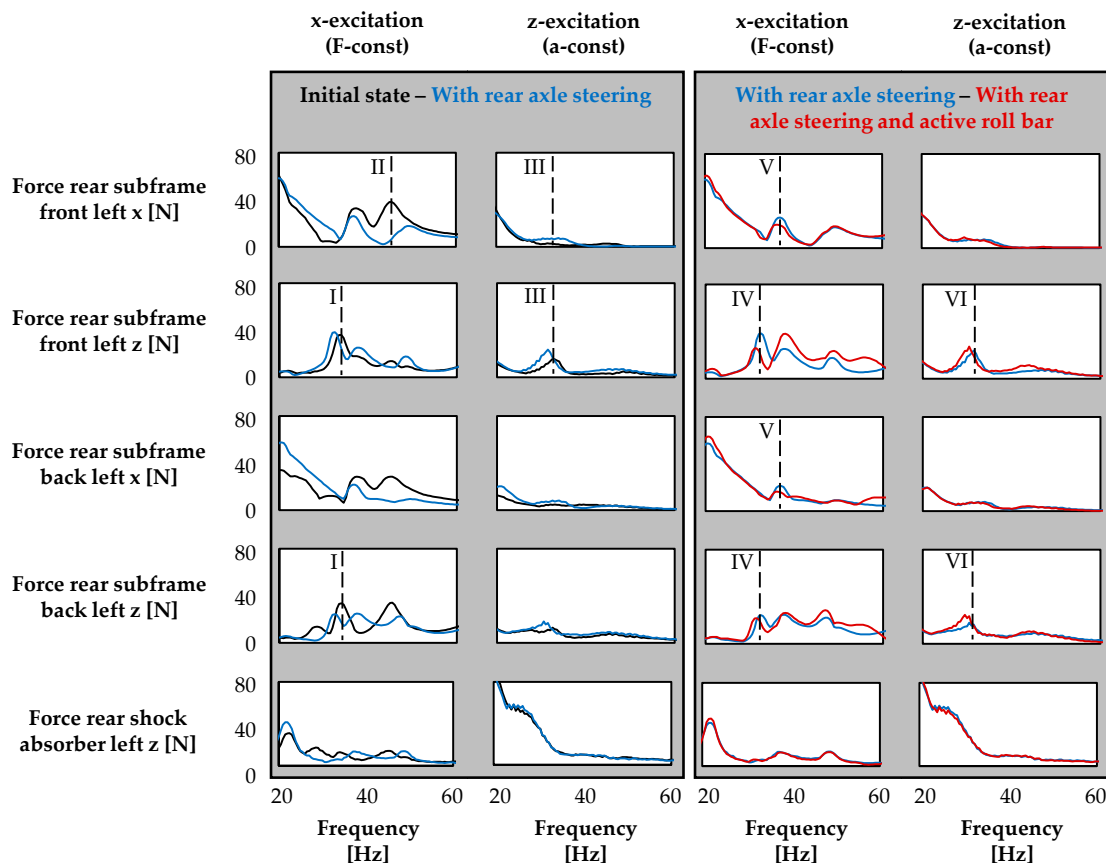 x-excitation
(F-const)
z-excitation
(a-const)
x-excitation
(F-const)
z-excitation
(a-const)
Initial state – With rear axle steering
With rear axle steering – With rear
axle steering and active roll bar
Force rear subframe
front left x [N]
80
40
0
II
III
V
Force rear subframe
front left z [N]
80
40
0
I
III
IV
VI
Force rear subframe
back left x [N]
80
40
0
V
Force rear subframe
back left z [N]
80
40
0
I
IV
VI
Force rear shock
absorber left z [N]
80
40
0
20 40 60
20 40 60
20 40 60
20 40 60
Frequency
[Hz]
Frequency
[Hz]
Frequency
[Hz]
Frequency
[Hz]